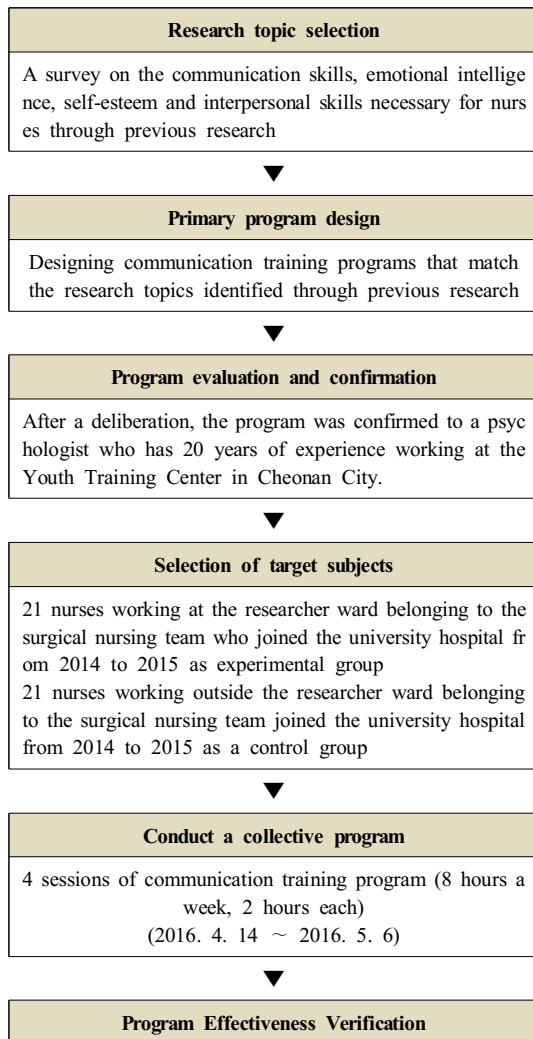 Research topic selection
A survey on the communication skills, emotional intellige
nce, self-esteem and interpersonal skills necessary for nurs
es through previous research
▼
Primary program design
Designing communication training programs that match
the research topics identified through previous research
▼
Program evaluation and confirmation
After a deliberation, the program was confirmed to a psyc
hologist who has 20 years of experience working at the
Youth Training Center in Cheonan City.
▼
Selection of target subjects
21 nurses working at the researcher ward belonging to the
surgical nursing team who joined the university hospital fr
om 2014 to 2015 as experimental group
21 nurses working outside the researcher ward belonging
to the surgical nursing team joined the university hospital
from 2014 to 2015 as a control group
▼
Conduct a collective program
4 sessions of communication training program (8 hours a
week, 2 hours each)
(2016. 4. 14 ～ 2016. 5. 6)
▼
Program Effectiveness Verification